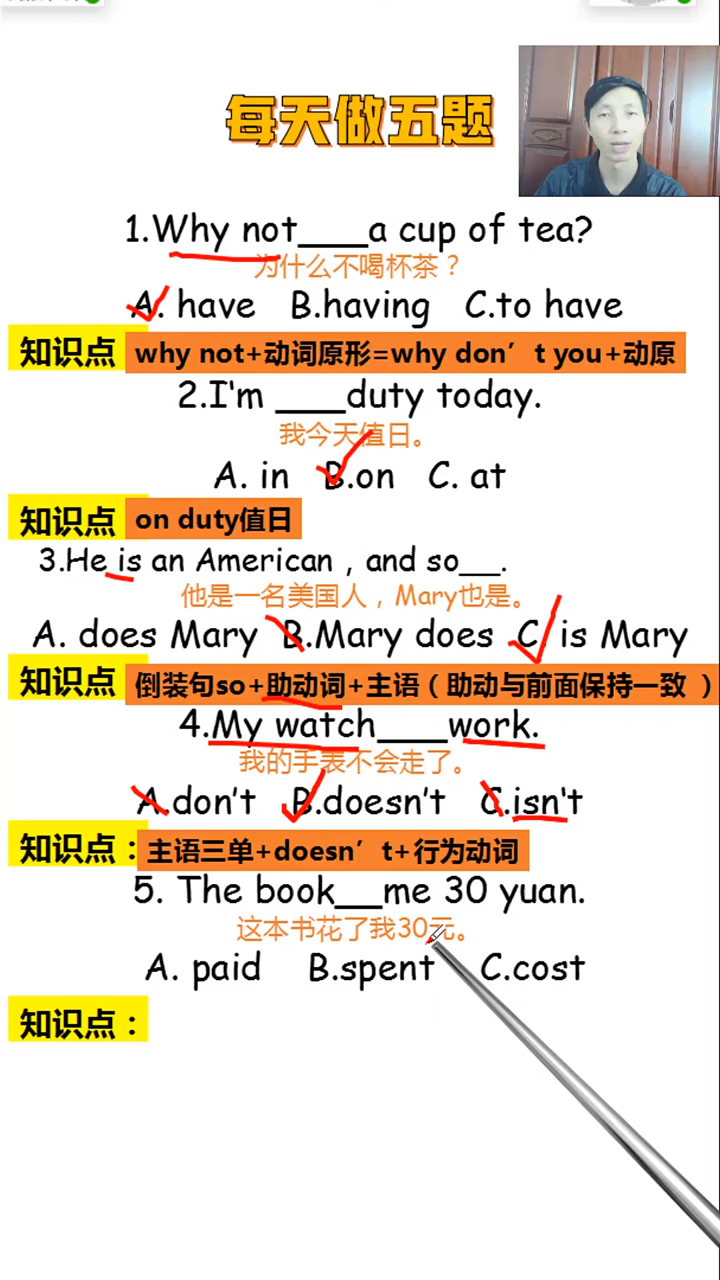 每天做五题
1.Why not___a cup of tea?
为什么不喝杯茶？
A. have B.having C.to have
知识点 why not+动词原形=why don’t you+动原
2.I'm ___duty today.
我今天值日。
A. in B.on C. at
知识点 on duty值日
3.He is an American , and so__.
他是一名美国人，Mary也是。
A. does Mary B.Mary does C. is Mary
知识点 倒装句so+助动词+主语（助动与前面保持一致 ）
4.My watch___work.
我的手表不会走了。
A.don't B.doesn't C.isn't
知识点： 主语三单+doesn’t+行为动词
5. The book__me 30 yuan.
这本书花了我30元。
A. paid B.spent C.cost
知识点：